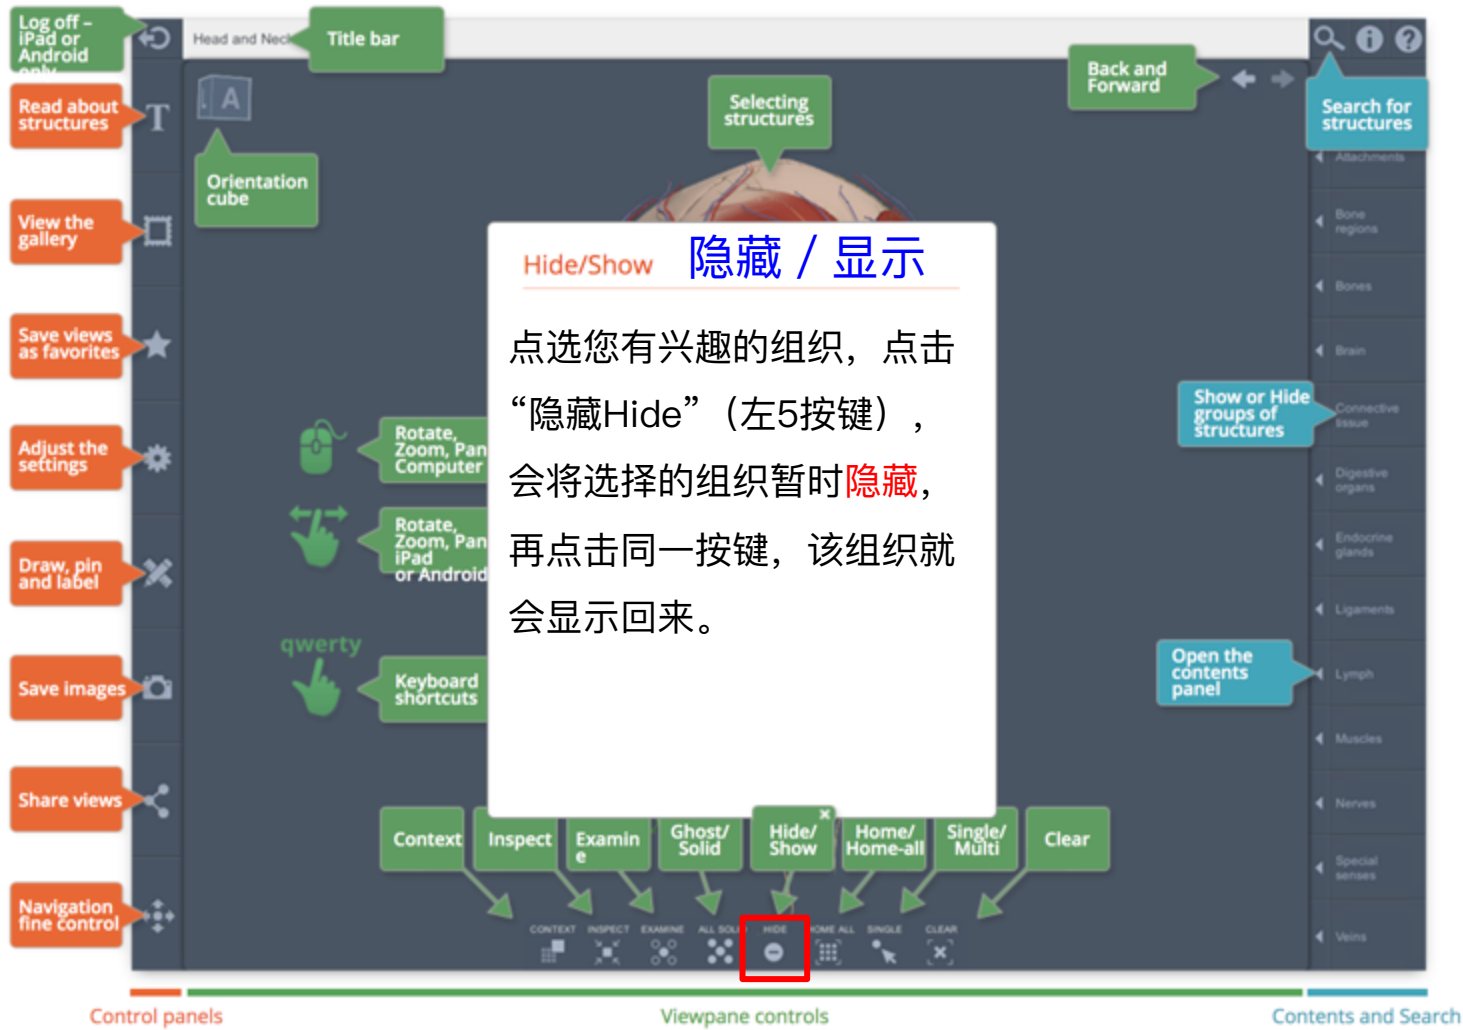 Log off –
iPad or
Android
only
Head and Neck
Title bar
Back and
Forward
Search for
structures
Read about
structures
T
A
Orientation
cube
Selecting
structures
View the
gallery
Save views
as favorites
Adjust the
settings
Draw, pin
and label
Save images
Share views
Navigation
fine control
Rotate,
Zoom, Pan
Computer
Rotate,
Zoom, Pan
iPad
or Android
qwerty
Keyboard
shortcuts
Hide/Show 隐藏 / 显示
点选您有兴趣的组织，点击
“隐藏Hide”（左5按键），
会将选择的组织暂时隐藏，
再点击同一按键，该组织就
会显示回来。
Attachments
Bone
regions
Bones
Brain
Show or Hide
groups of
structures
Connective
tissue
Digestive
organs
Endocrine
glands
Ligaments
Open the
contents
panel
Lymph
Muscles
Nerves
Special
senses
Veins
Context
Inspect
Examin
e
Ghost/
Solid
Hide/
Show
Home/
Home-all
Single/
Multi
Clear
CONTEXT INSPECT EXAMINE ALL SOLID HIDE HOME ALL SINGLE CLEAR
Control panels
Viewpane controls
Contents and Search